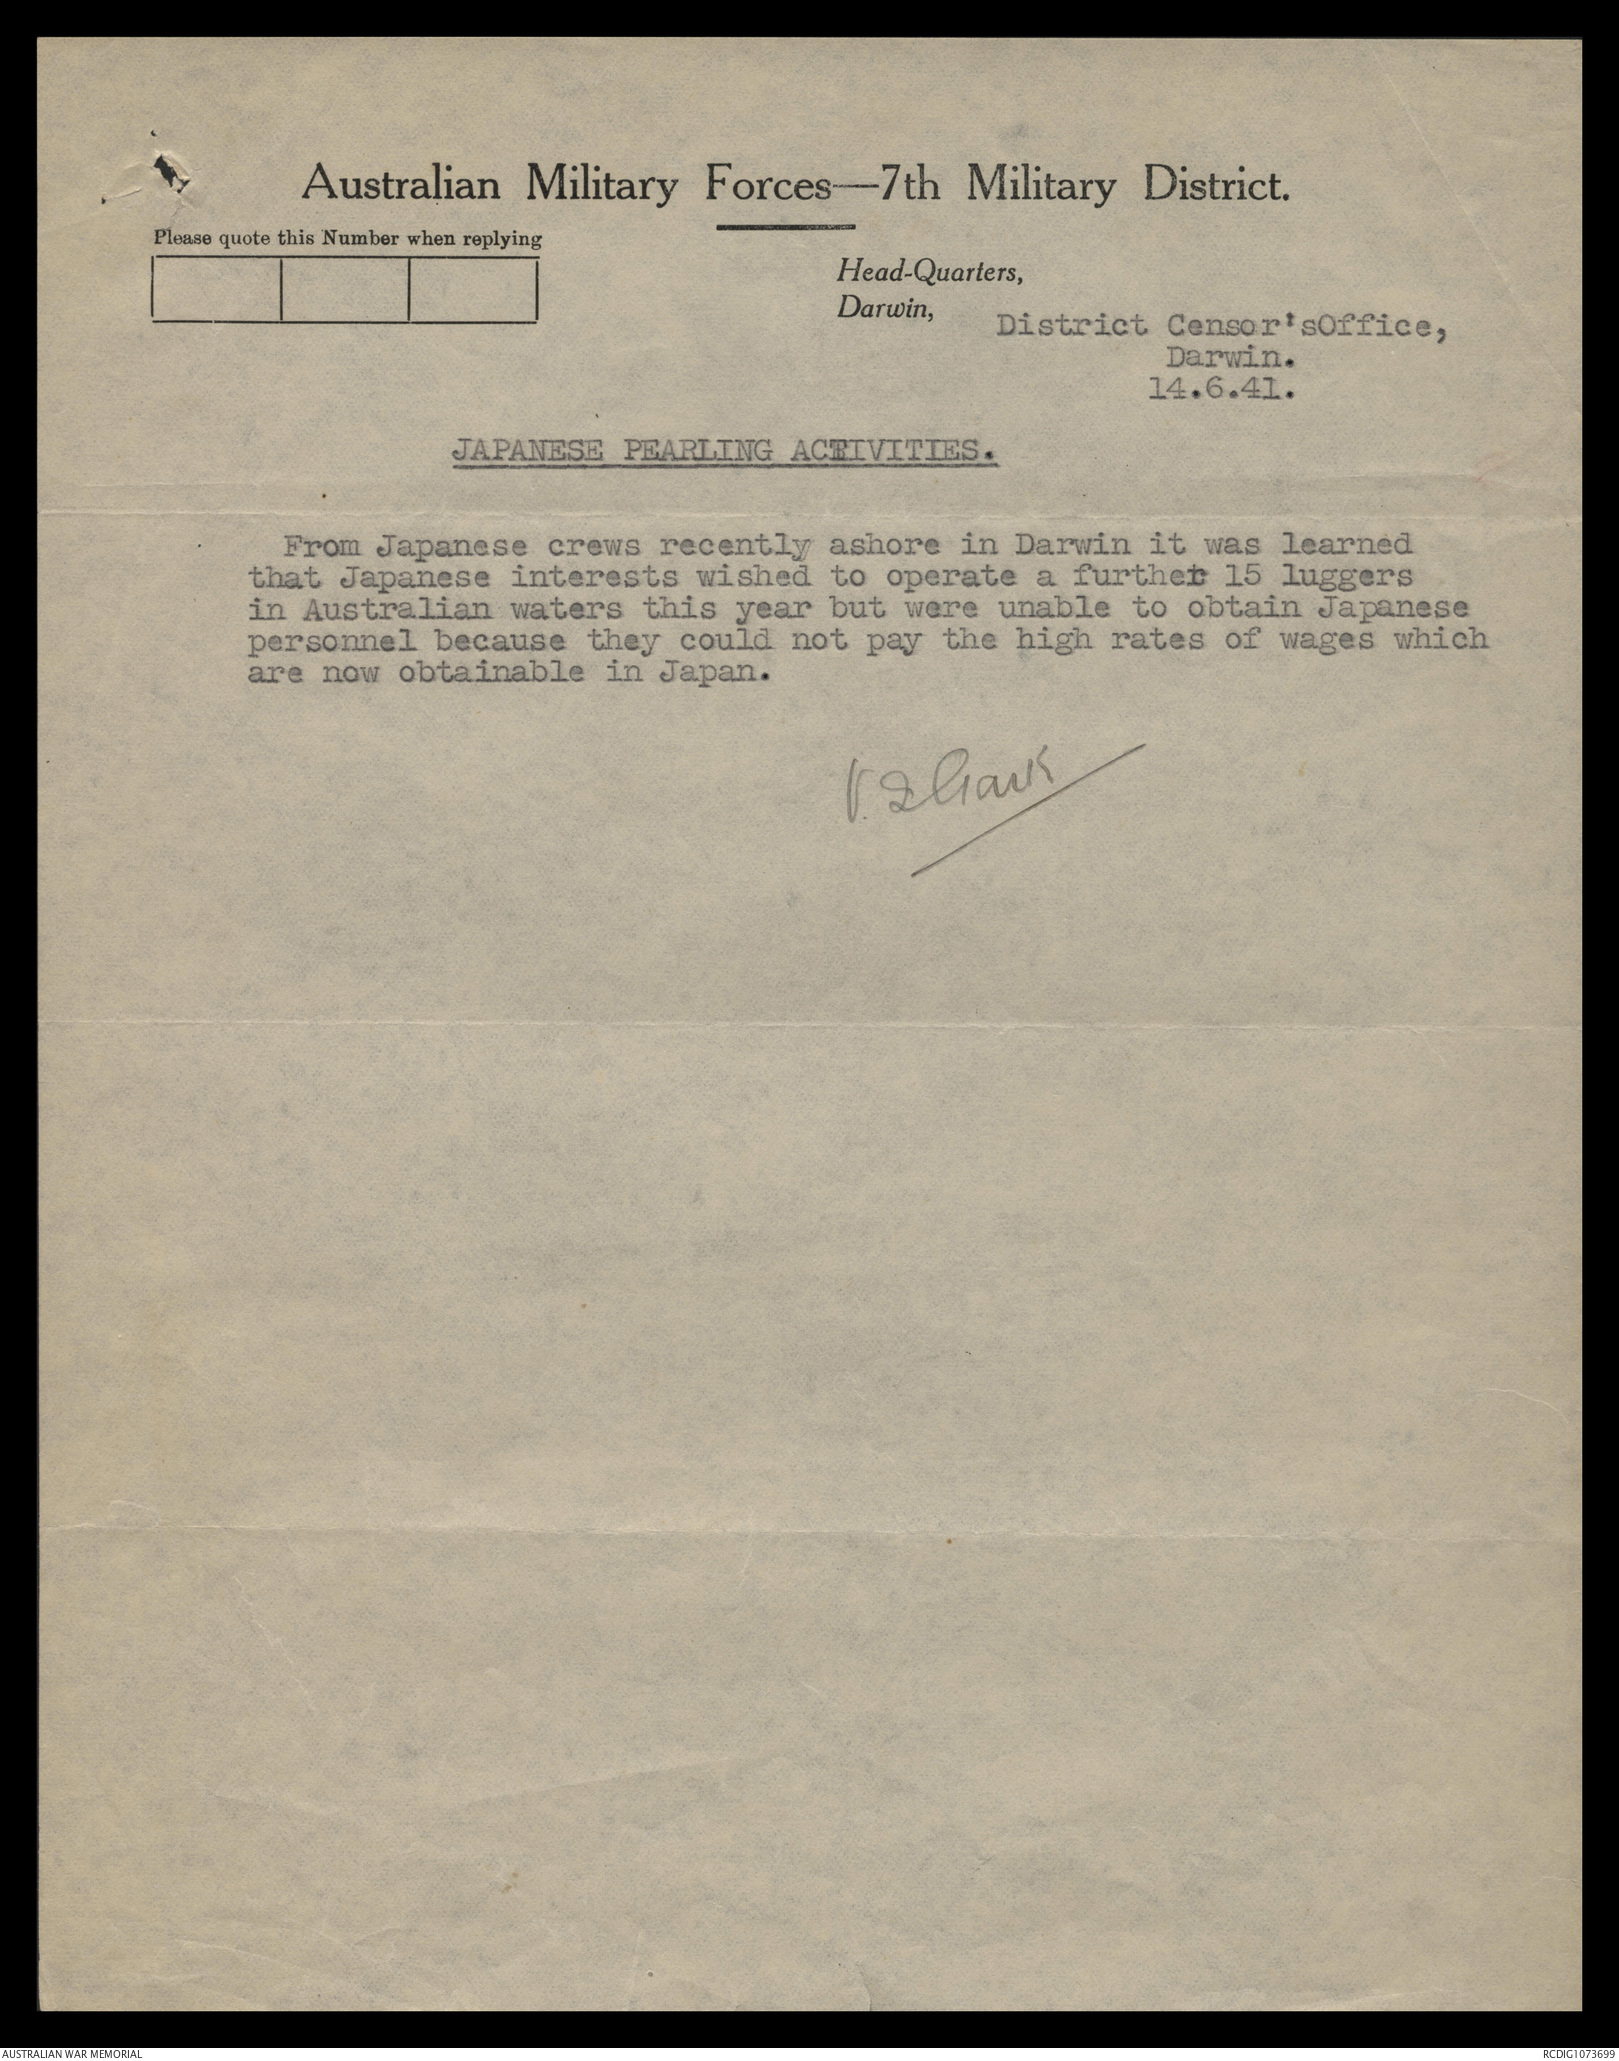 Australian Military Forces—7th Military District.
Please quote this Number when replying
Head-Quarters,
Darwin,
District Censor'sOffice,
Darwin.
14.6.41.
JAPANESE PEARLING ACTIVITIES.
From Japanese crews recently ashore in Darwin it was learned
that Japanese interests wished to operate a further 15 luggers
in Australian waters this year but were unable to obtain Japanese
personnel because they could not pay the high rates of wages which
are now obtainable in Japan.
AUSTRALIAN WAR MEMORIAL
RCDIG1073699